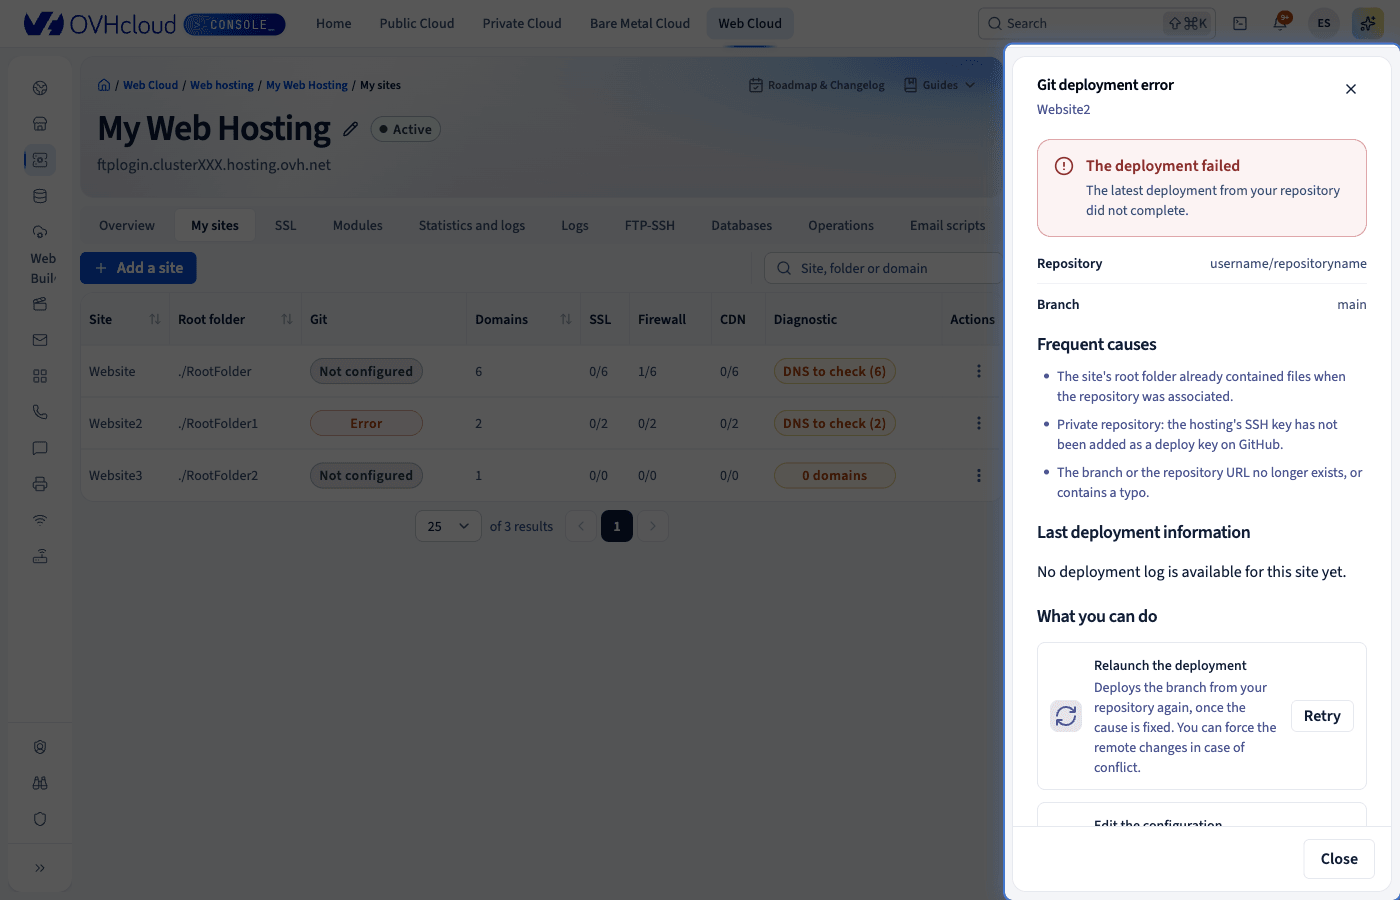 OVHcloud CONSOLE_ Home Public Cloud Private Cloud Bare Metal Cloud Web Cloud Search ⇧⌘K 9+ ES
/ Web Cloud / Web hosting / My Web Hosting / My sites Roadmap & Changelog Guides
My Web Hosting Active
ftplogin.clusterXXX.hosting.ovh.net
Overview My sites SSL Modules Statistics and logs Logs FTP-SSH Databases Operations Email scripts
Web
Buil
+ Add a site Site, folder or domain
Site Root folder Git Domains SSL Firewall CDN Diagnostic Actions
Website ./RootFolder Not configured 6 0/6 1/6 0/6 DNS to check (6)
Website2 ./RootFolder1 Error 2 0/2 0/2 0/2 DNS to check (2)
Website3 ./RootFolder2 Not configured 1 0/0 0/0 0/0 0 domains
25 of 3 results 1
Git deployment error
Website2
The deployment failed
The latest deployment from your repository
did not complete.
Repository username/repositoryname
Branch main
Frequent causes
• The site's root folder already contained files when
the repository was associated.
• Private repository: the hosting's SSH key has not
been added as a deploy key on GitHub.
• The branch or the repository URL no longer exists, or
contains a typo.
Last deployment information
No deployment log is available for this site yet.
What you can do
Relaunch the deployment
Deploys the branch from your
repository again, once the
cause is fixed. You can force the
remote changes in case of
conflict.
Retry
Edit the configuration
Close